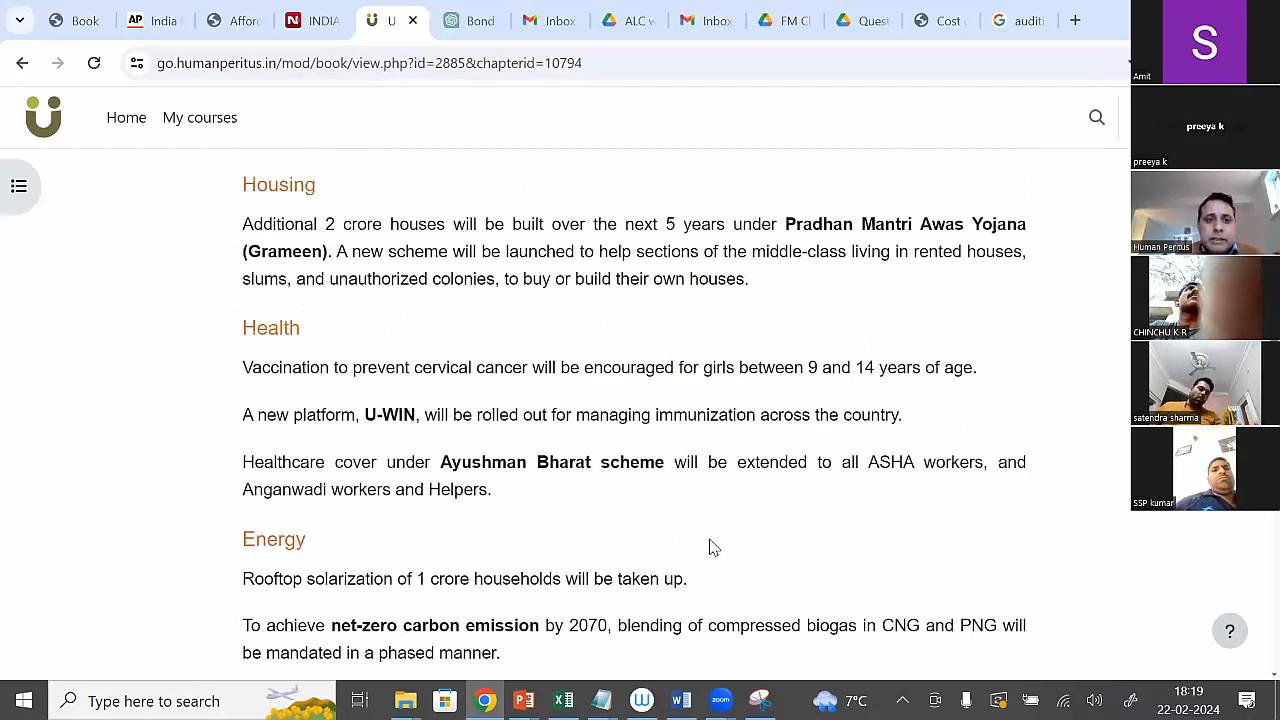 Book
India
Affor
INDIA
U
Bond
Inbo
ALC v
Inbox
FM Cl
Quest
Cost
auditi
go.humanperitus.in/mod/book/view.php?id=2885&chapterid=10794
Home
My courses
Housing
Additional 2 crore houses will be built over the next 5 years under Pradhan Mantri Awas Yojana
(Grameen). A new scheme will be launched to help sections of the middle-class living in rented houses,
slums, and unauthorized colonies, to buy or build their own houses.
Health
Vaccination to prevent cervical cancer will be encouraged for girls between 9 and 14 years of age.
A new platform, U-WIN, will be rolled out for managing immunization across the country.
Healthcare cover under Ayushman Bharat scheme will be extended to all ASHA workers, and
Anganwadi workers and Helpers.
Energy
Rooftop solarization of 1 crore households will be taken up.
To achieve net-zero carbon emission by 2070, blending of compressed biogas in CNG and PNG will
be mandated in a phased manner.
?
S
Amit
preeya k
preeya k
Human Peritus
CHINCHU K R
satendra sharma
SSP kumar
Type here to search
zoom
7°C
18:19
22-02-2024